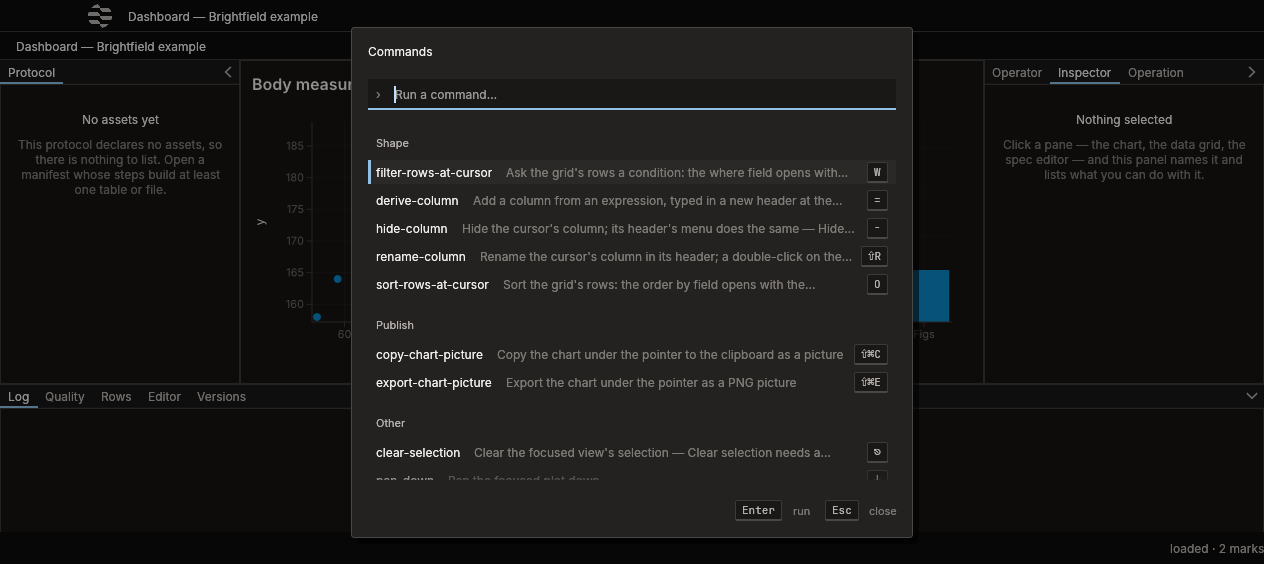 Dashboard — Brightfield example
Dashboard — Brightfield example
Protocol
No assets yet
This protocol declares no assets, so
there is nothing to list. Open a
manifest whose steps build at least
one table or file.
Body measur
185
180
175
170
165
160
y
60
Figs
Commands
› Run a command...
Shape
filter-rows-at-cursor Ask the grid's rows a condition: the where field opens with... W
derive-column Add a column from an expression, typed in a new header at the... =
hide-column Hide the cursor's column; its header's menu does the same — Hide... -
rename-column Rename the cursor's column in its header; a double-click on the... ⇧R
sort-rows-at-cursor Sort the grid's rows: the order by field opens with the... O
Publish
copy-chart-picture Copy the chart under the pointer to the clipboard as a picture ⇧⌘C
export-chart-picture Export the chart under the pointer as a PNG picture ⇧⌘E
Other
clear-selection Clear the focused view's selection — Clear selection needs a... ⎋
pan-down Pan the focused plot down
Enter run Esc close
Operator Inspector Operation
Nothing selected
Click a pane — the chart, the data grid, the
spec editor — and this panel names it and
lists what you can do with it.
Log Quality Rows Editor Versions
loaded · 2 marks